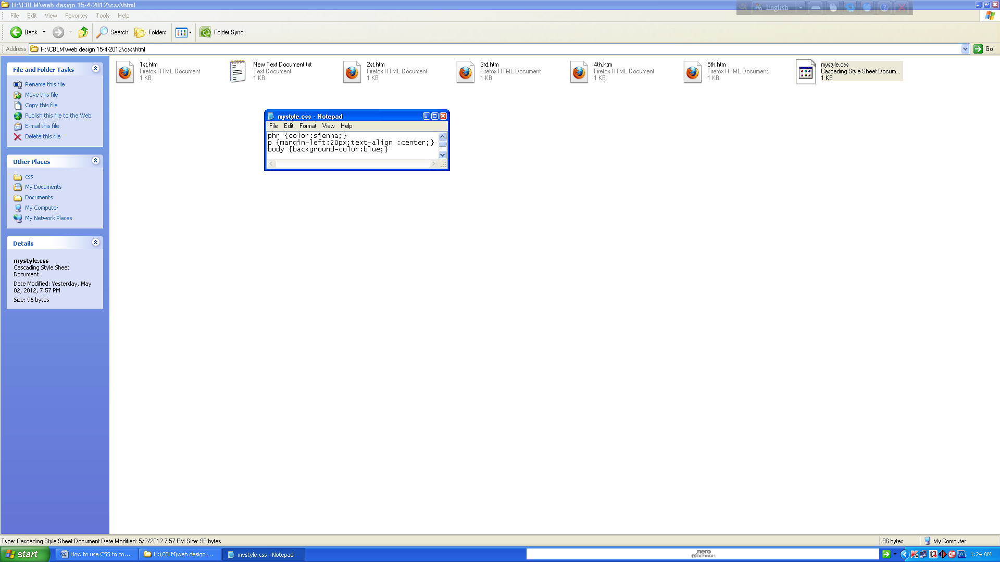 H:\CBLM\web design 15-4-2012\css\html
English
File Edit View Favorites Tools Help
Back Search Folders Folder Sync
Address H:\CBLM\web design 15-4-2012\css\html Go
File and Folder Tasks
Rename this file
Move this file
Copy this file
Publish this file to the Web
E-mail this file
Delete this file
Other Places
css
My Documents
Documents
My Computer
My Network Places
Details
mystyle.css
Cascading Style Sheet
Document
Date Modified: Yesterday, May
02, 2012, 7:57 PM
Size: 96 bytes
1st.htm
Firefox HTML Document
1 KB
New Text Document.txt
Text Document
1 KB
2st.htm
Firefox HTML Document
1 KB
3rd.htm
Firefox HTML Document
1 KB
4th.htm
Firefox HTML Document
1 KB
5th.htm
Firefox HTML Document
1 KB
mystyle.css
Cascading Style Sheet Docum...
1 KB
mystyle.css - Notepad
File Edit Format View Help
phr {color:sienna;}
p {margin-left:20px;text-align :center;}
body {background-color:blue;}
Type: Cascading Style Sheet Document Date Modified: 5/2/2012 7:57 PM Size: 96 bytes
96 bytes My Computer
start How to use CSS to co... H:\CBLM\web design ... mystyle.css - Notepad
nero
SEARCH
1:24 AM